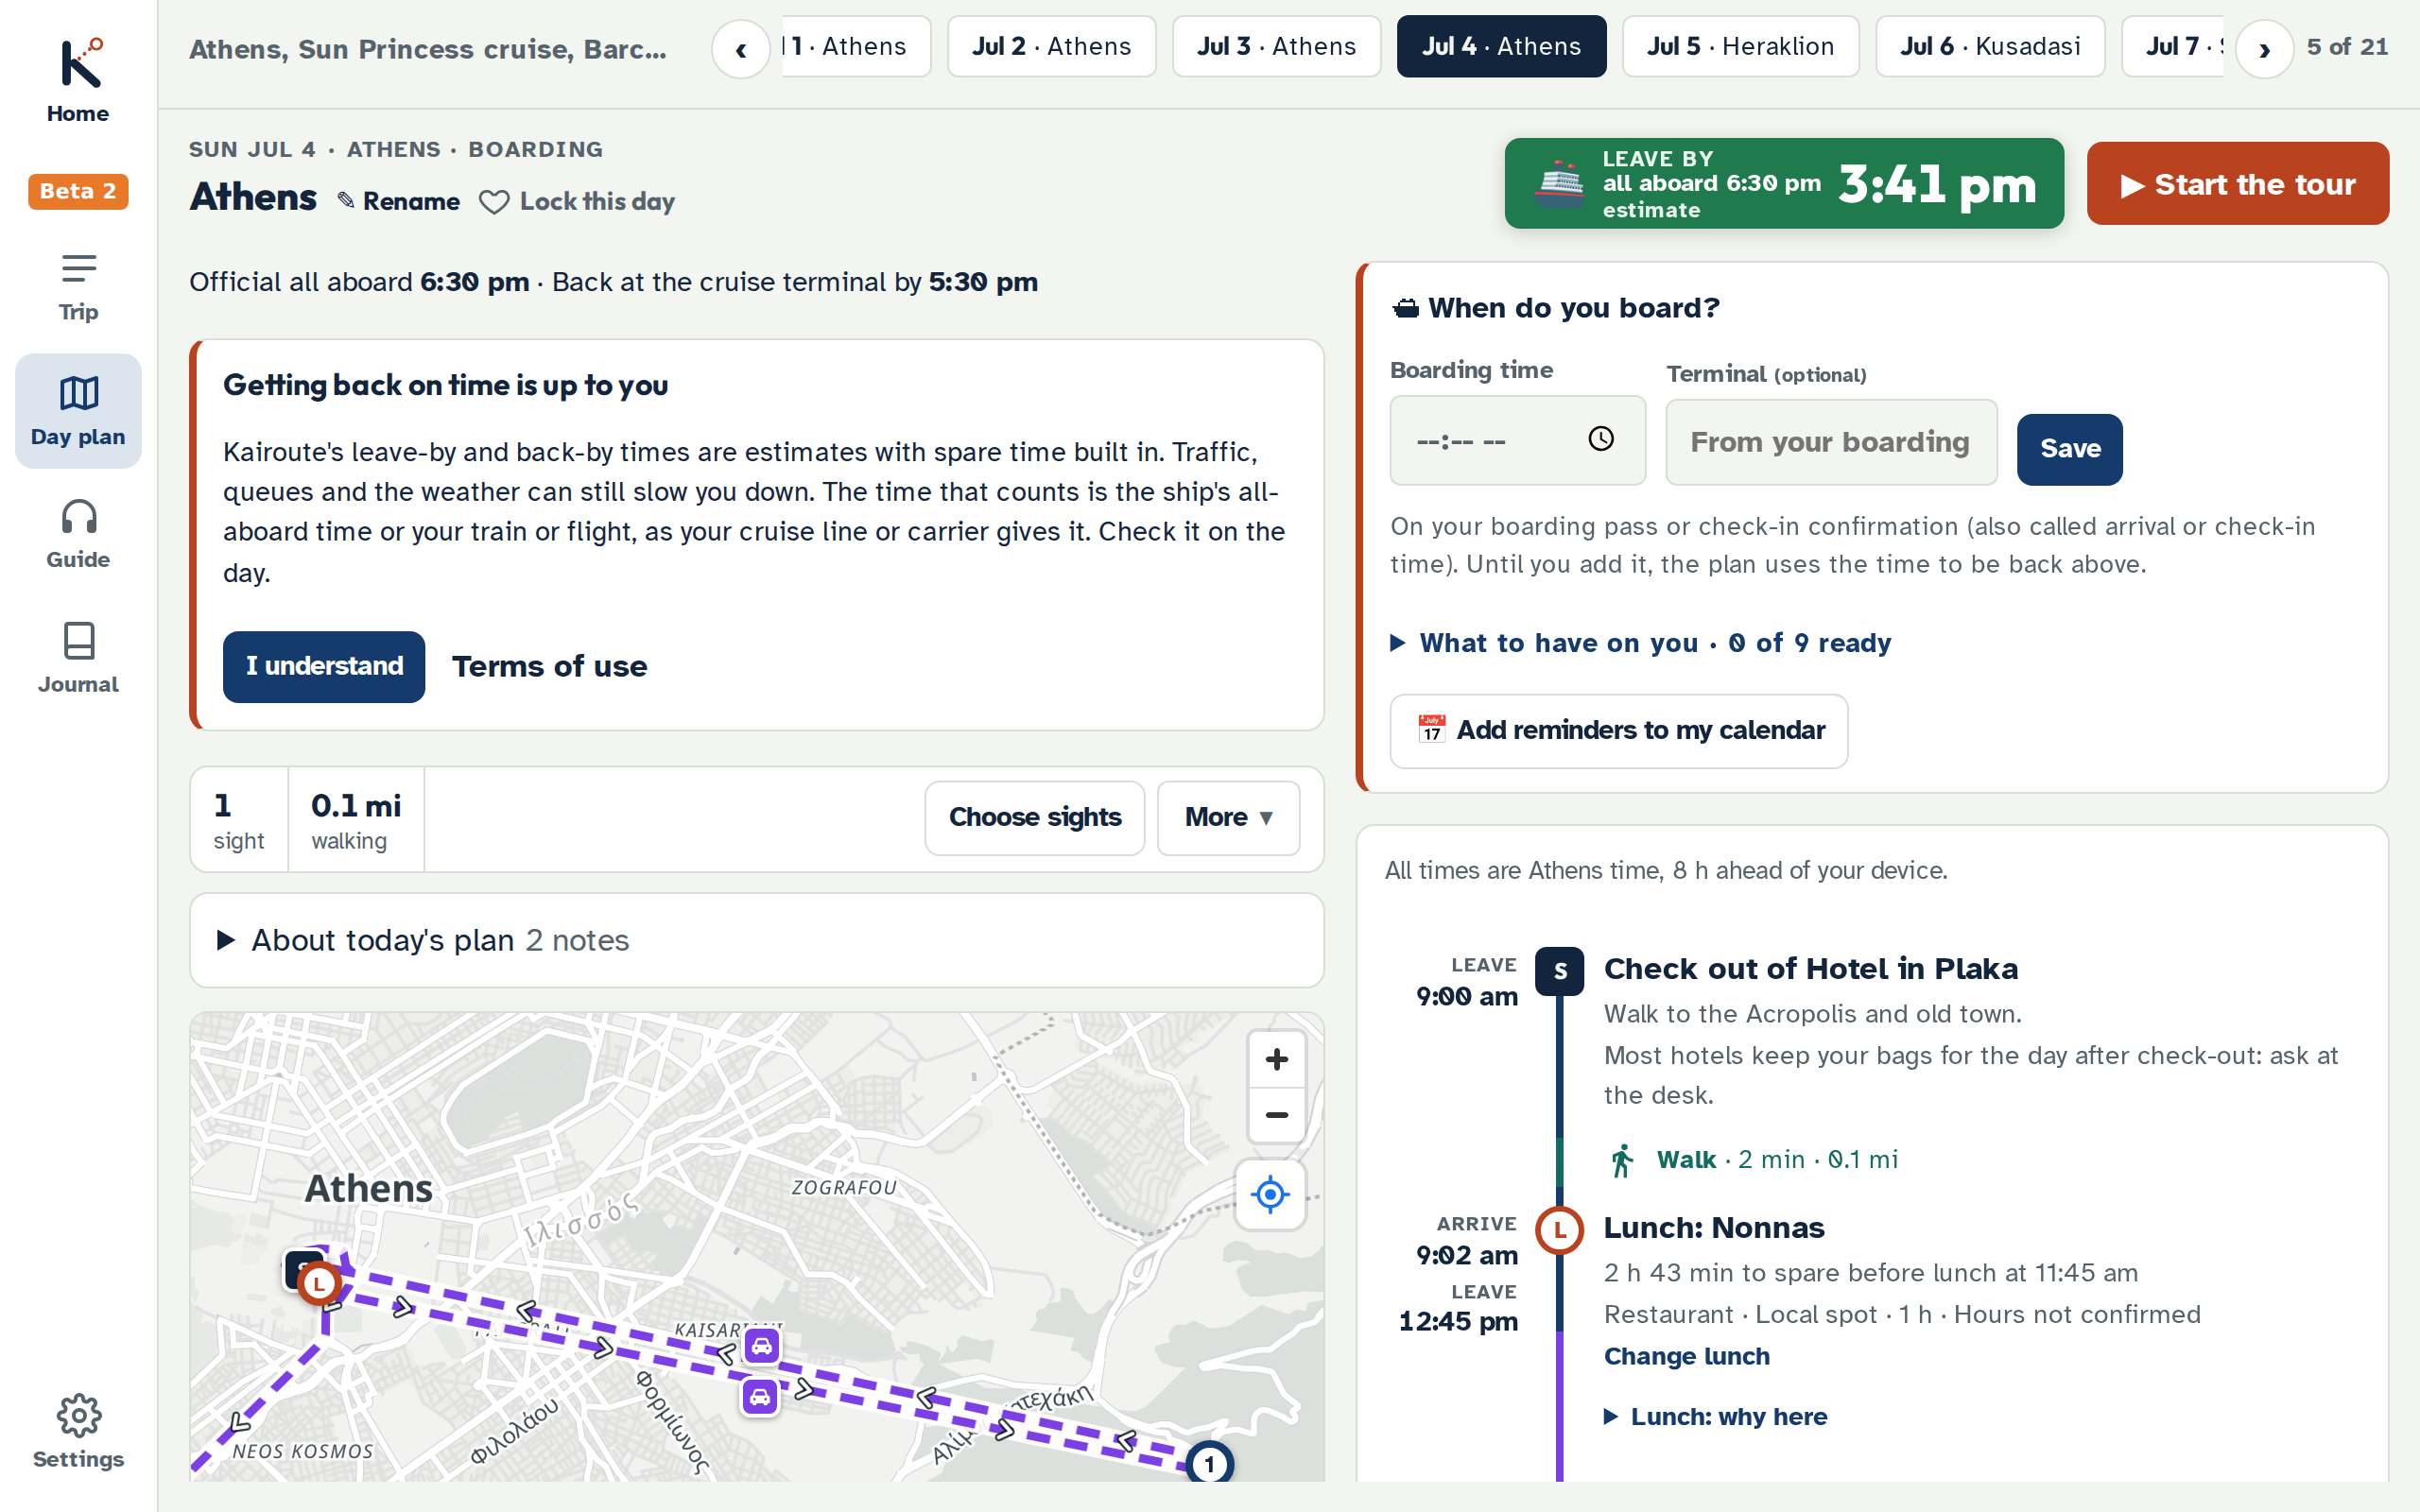 Home
Beta 2
Trip
Day plan
Guide
Journal
Settings
Athens, Sun Princess cruise, Barc...
‹
1 · Athens
Jul 2 · Athens
Jul 3 · Athens
Jul 4 · Athens
Jul 5 · Heraklion
Jul 6 · Kusadasi
Jul 7 ·
›
5 of 21
SUN JUL 4 · ATHENS · BOARDING
Athens
✎ Rename
Lock this day
LEAVE BY
all aboard 6:30 pm
estimate
3:41 pm
▶ Start the tour
Official all aboard 6:30 pm · Back at the cruise terminal by 5:30 pm
Getting back on time is up to you
Kairoute's leave-by and back-by times are estimates with spare time built in. Traffic,
queues and the weather can still slow you down. The time that counts is the ship's all-
aboard time or your train or flight, as your cruise line or carrier gives it. Check it on the
day.
I understand
Terms of use
1
sight
0.1 mi
walking
Choose sights
More ▼
▶ About today's plan 2 notes
Athens
Ιλισσός
ZOGRAFOU
KAISARIANI
NEOS KOSMOS
Φιλολάου
Φορμίωνος
L
1
+
−
When do you board?
Boarding time
Terminal (optional)
--:-- --
From your boarding
Save
On your boarding pass or check-in confirmation (also called arrival or check-in
time). Until you add it, the plan uses the time to be back above.
▶ What to have on you · 0 of 9 ready
July
17
Add reminders to my calendar
All times are Athens time, 8 h ahead of your device.
LEAVE
9:00 am
S
Check out of Hotel in Plaka
Walk to the Acropolis and old town.
Most hotels keep your bags for the day after check-out: ask at
the desk.
Walk · 2 min · 0.1 mi
ARRIVE
9:02 am
LEAVE
12:45 pm
L
Lunch: Nonnas
2 h 43 min to spare before lunch at 11:45 am
Restaurant · Local spot · 1 h · Hours not confirmed
Change lunch
▶ Lunch: why here